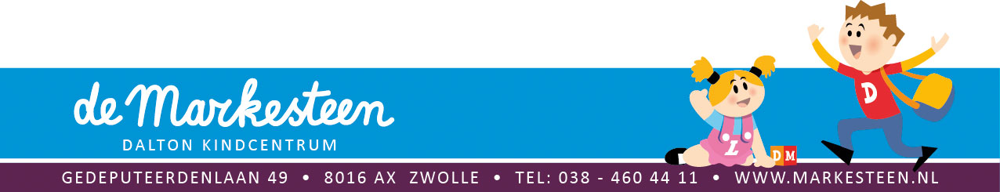 de Markesteen
DALTON KINDCENTRUM
D
L
D M
GEDEPUTEERDENLAAN 49 • 8016 AX ZWOLLE • TEL: 038 - 460 44 11 • WWW.MARKESTEEN.NL